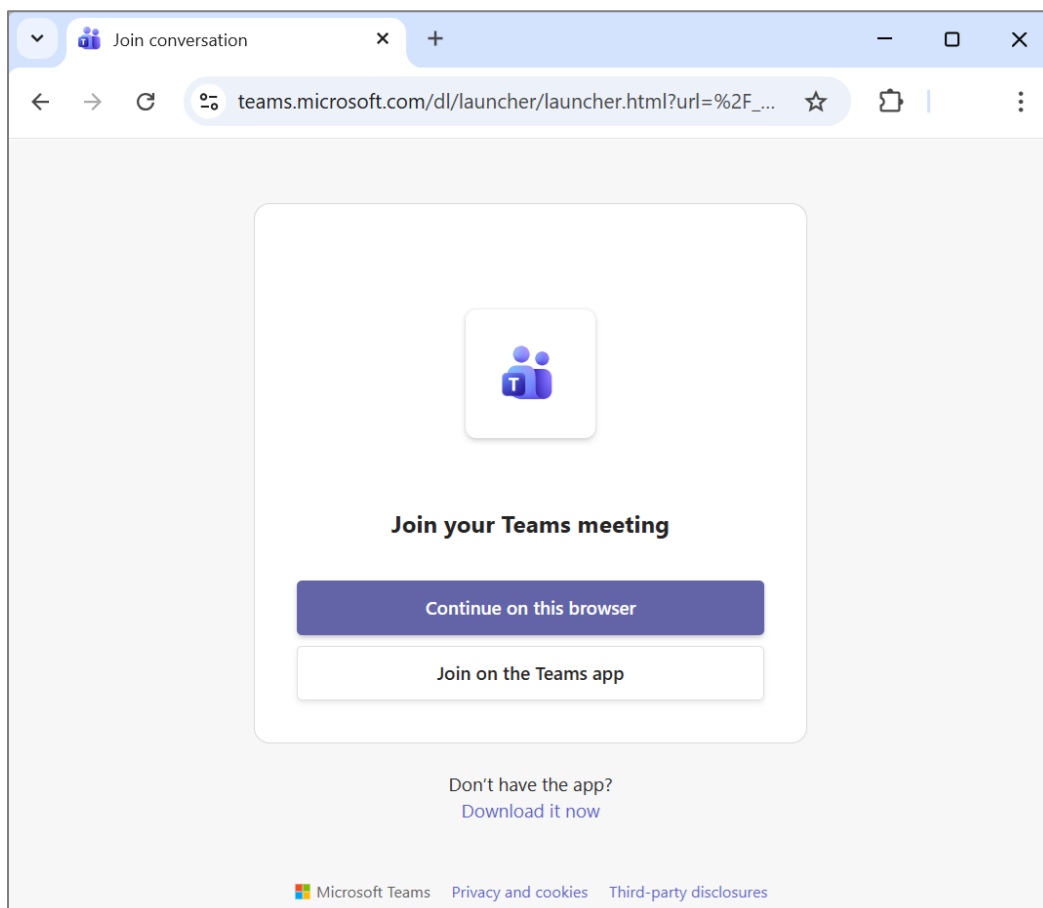 Join conversation
teams.microsoft.com/dl/launcher/launcher.html?url=%2F_...
T
Join your Teams meeting
Continue on this browser
Join on the Teams app
Don't have the app?
Download it now
Microsoft Teams Privacy and cookies Third-party disclosures